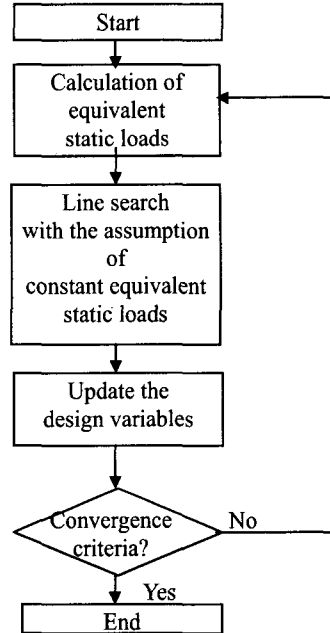 Start
Calculation of
equivalent
static loads
Line search
with the assumption
of
constant equivalent
static loads
Update the
design variables
Convergence
criteria?
No
Yes
End